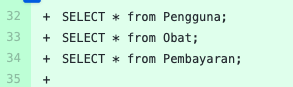 32 + SELECT * from Pengguna;
33 + SELECT * from Obat;
34 + SELECT * from Pembayaran;
35 +